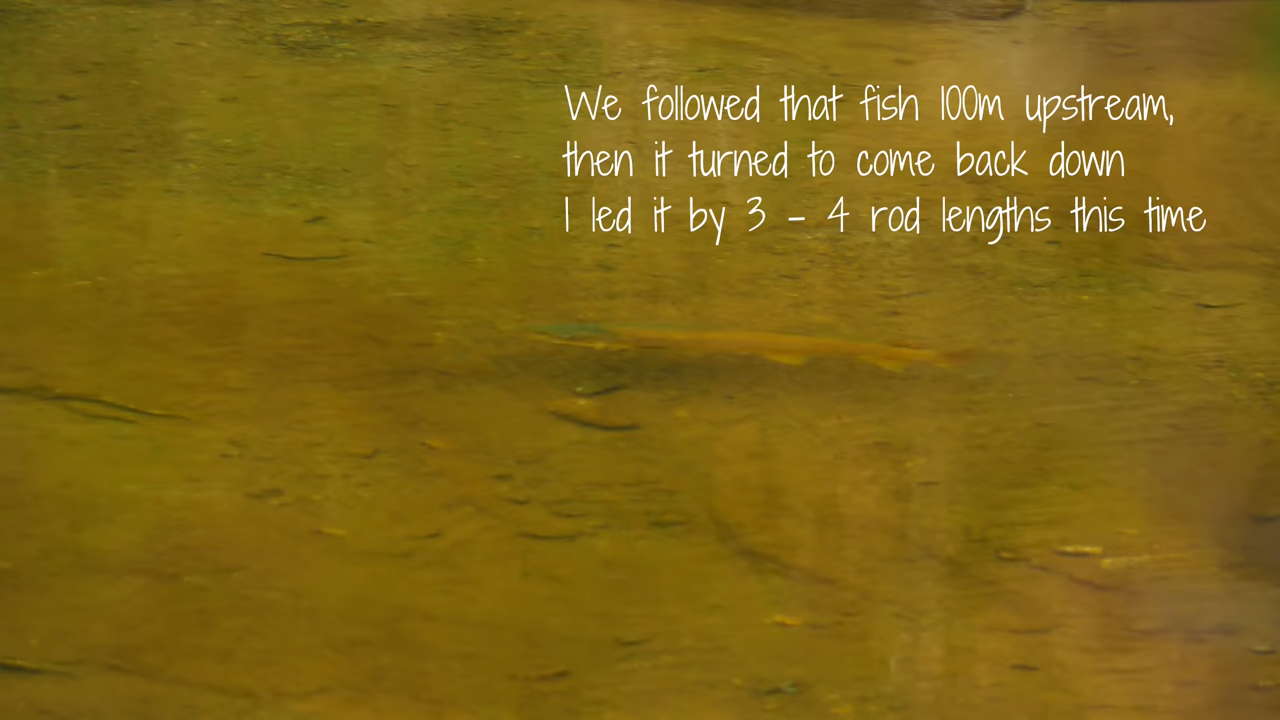 We followed that fish 100m upstream,
then it turned to come back down
I led it by 3 - 4 rod lengths this time